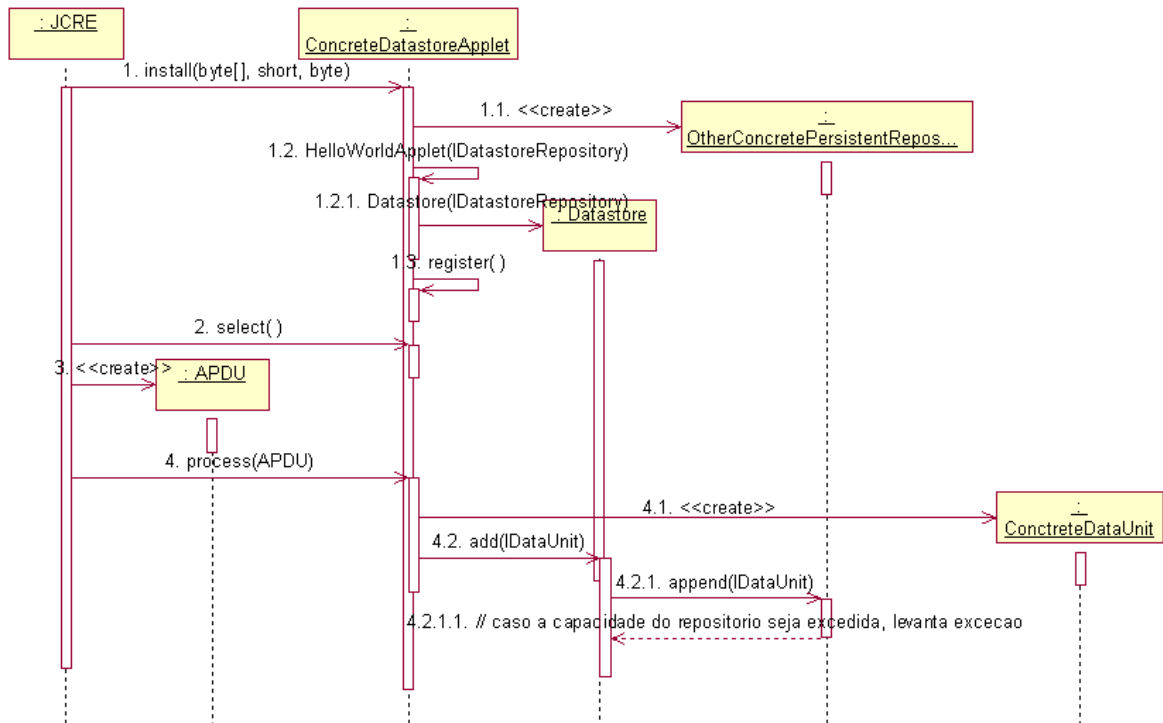 : JCRE
:
ConcreteDatastoreApplet
1. install(byte[], short, byte)
1.1. <<create>>
:
OtherConcretePersistentRepos...
1.2. HelloWorldApplet(IDatastoreRepository)
1.2.1. Datastore(IDatastoreRepository)
: Datastore
1.3. register( )
2. select( )
3. <<create>>
: APDU
4. process(APDU)
4.1. <<create>>
:
ConctreteDataUnit
4.2. add(IDataUnit)
4.2.1. append(IDataUnit)
4.2.1.1. // caso a capacidade do repositorio seja excedida, levanta excecao